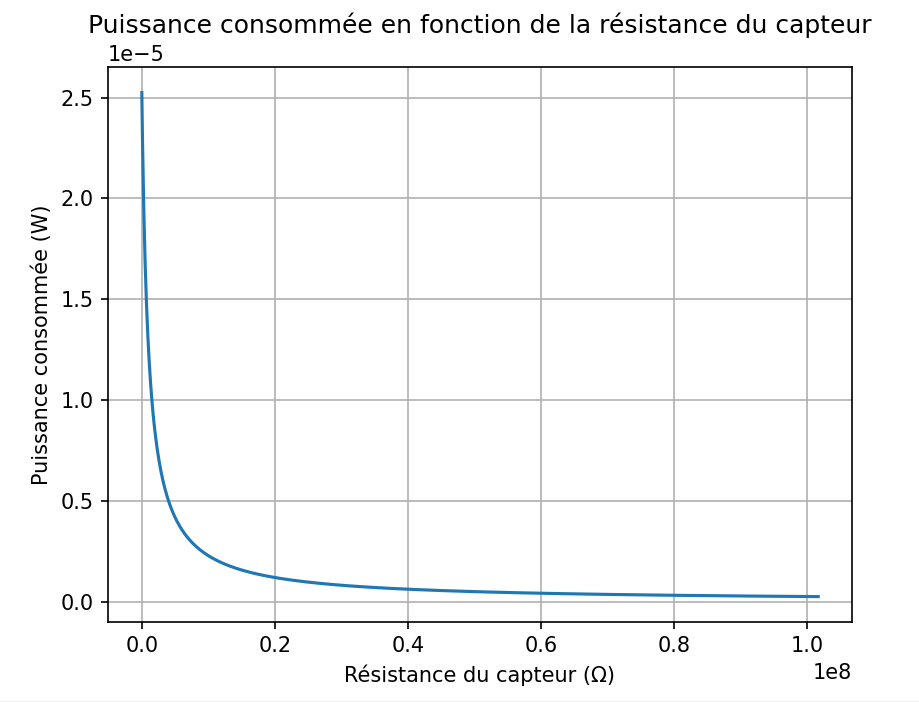 Puissance consommée en fonction de la résistance du capteur
1e−5
2.5
2.0
1.5
1.0
0.5
0.0
Puissance consommée (W)
0.0 0.2 0.4 0.6 0.8 1.0
1e8
Résistance du capteur (Ω)